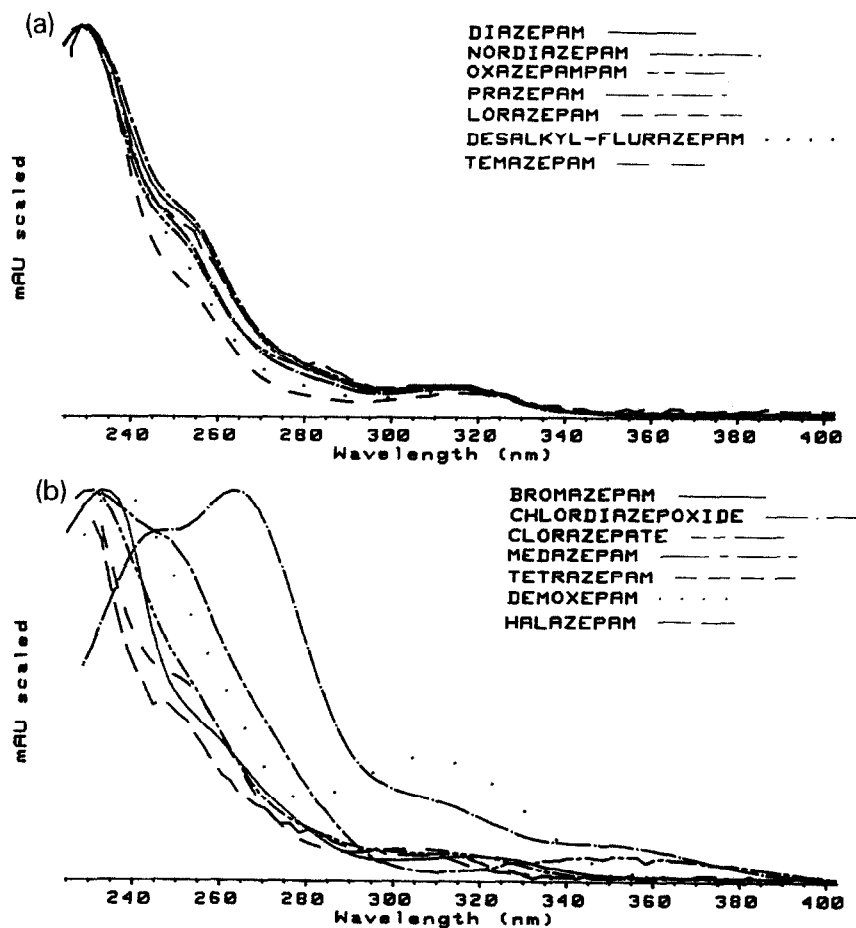 (a)
DIAZEPAM
NORDIAZEPAM
OXAZEPAMPAM
PRAZEPAM
LORAZEPAM
DESALKYL-FLURAZEPAM
TEMAZEPAM
mAU scaled
240 260 280 300 320 340 360 380 400
Wavelength (nm)
(b)
BROMAZEPAM
CHLORDIAZEPOXIDE
CLORAZEPATE
MEDAZEPAM
TETRAZEPAM
DEMOXEPAM
HALAZEPAM
mAU scaled
240 260 280 300 320 340 360 380 400
Wavelength (nm)